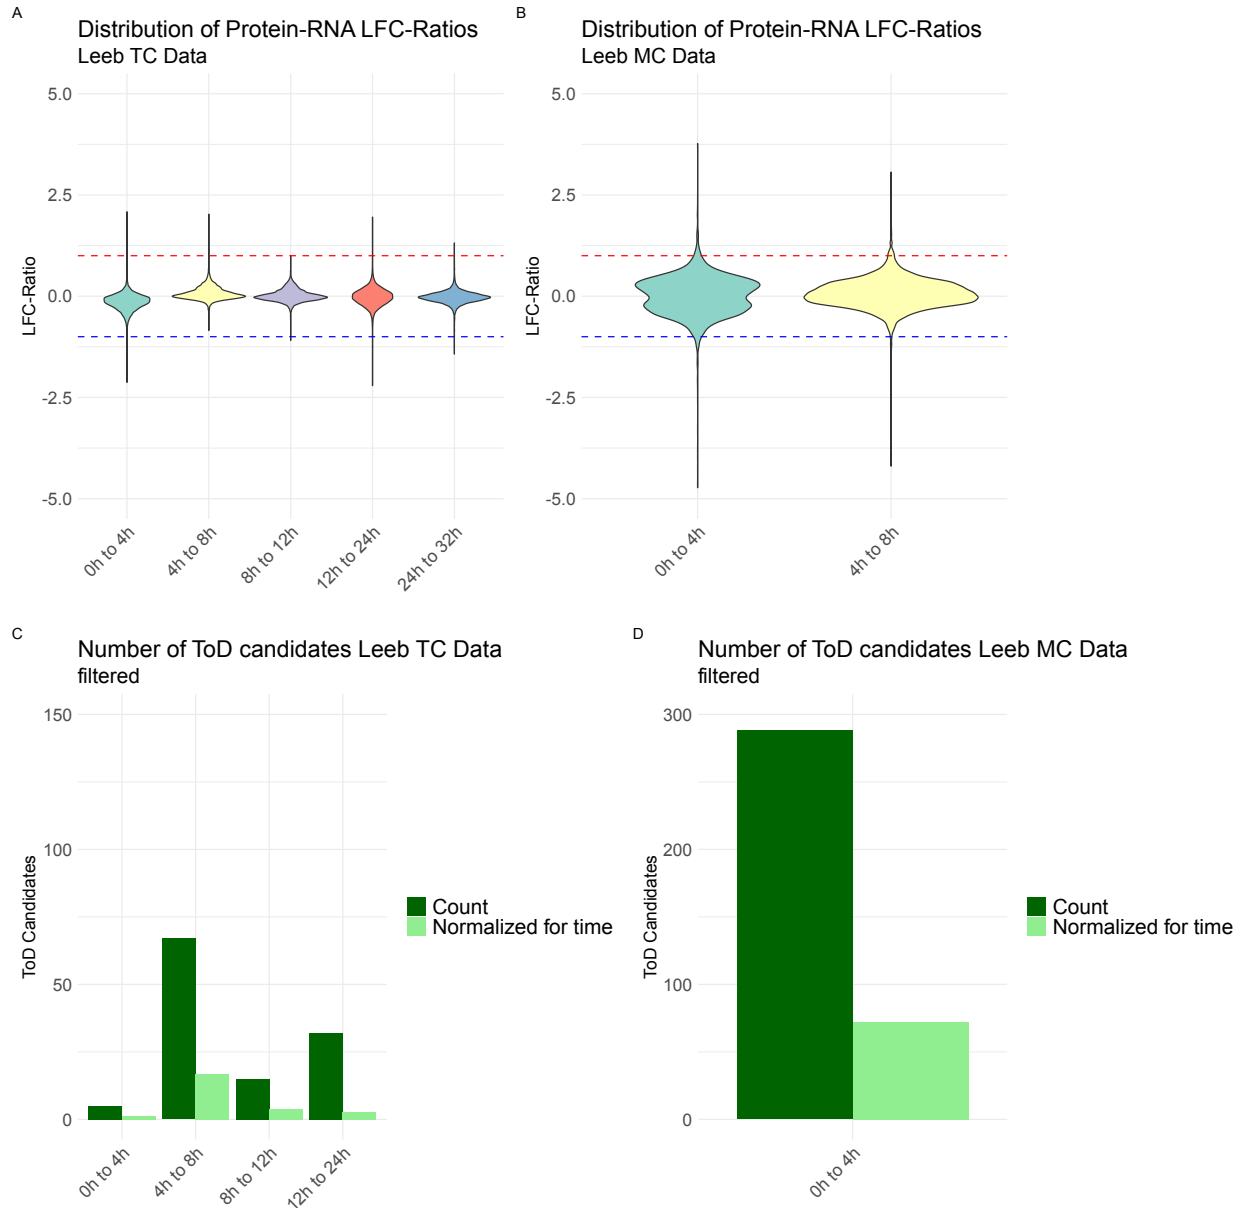 A
Distribution of Protein-RNA LFC-Ratios
Leeb TC Data
5.0
2.5
0.0
-2.5
-5.0
LFC-Ratio
0h to 4h
4h to 8h
8h to 12h
12h to 24h
24h to 32h
B
Distribution of Protein-RNA LFC-Ratios
Leeb MC Data
5.0
2.5
0.0
-2.5
-5.0
LFC-Ratio
0h to 4h
4h to 8h
C
Number of ToD candidates Leeb TC Data
filtered
150
100
50
0
ToD Candidates
0h to 4h
4h to 8h
8h to 12h
12h to 24h
Count
Normalized for time
D
Number of ToD candidates Leeb MC Data
filtered
300
200
100
0
ToD Candidates
0h to 4h
Count
Normalized for time